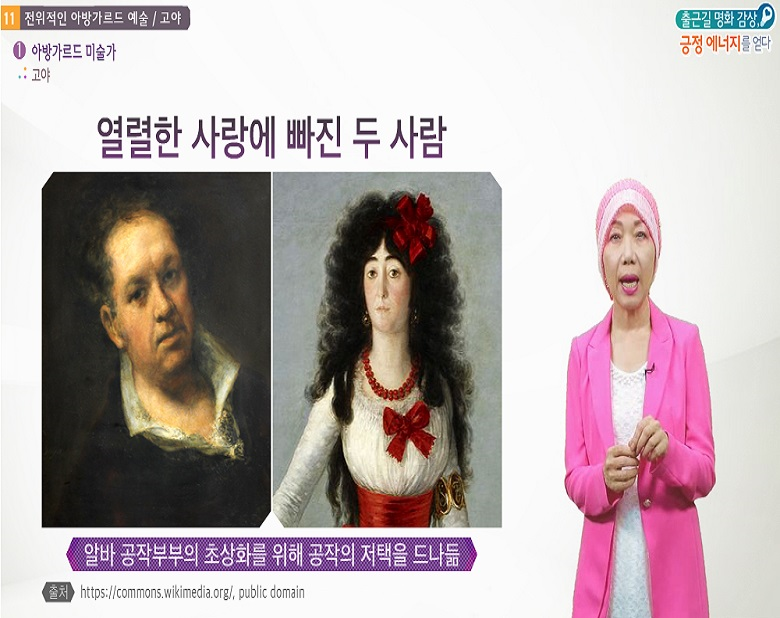 11 전위적인 아방가르드 예술 / 고야
출근길 명화 감상,
긍정 에너지를 얻다
1 아방가르드 미술가
고야
열렬한 사랑에 빠진 두 사람
알바 공작부부의 초상화를 위해 공작의 저택을 드나듦
출처 https://commons.wikimedia.org/, public domain